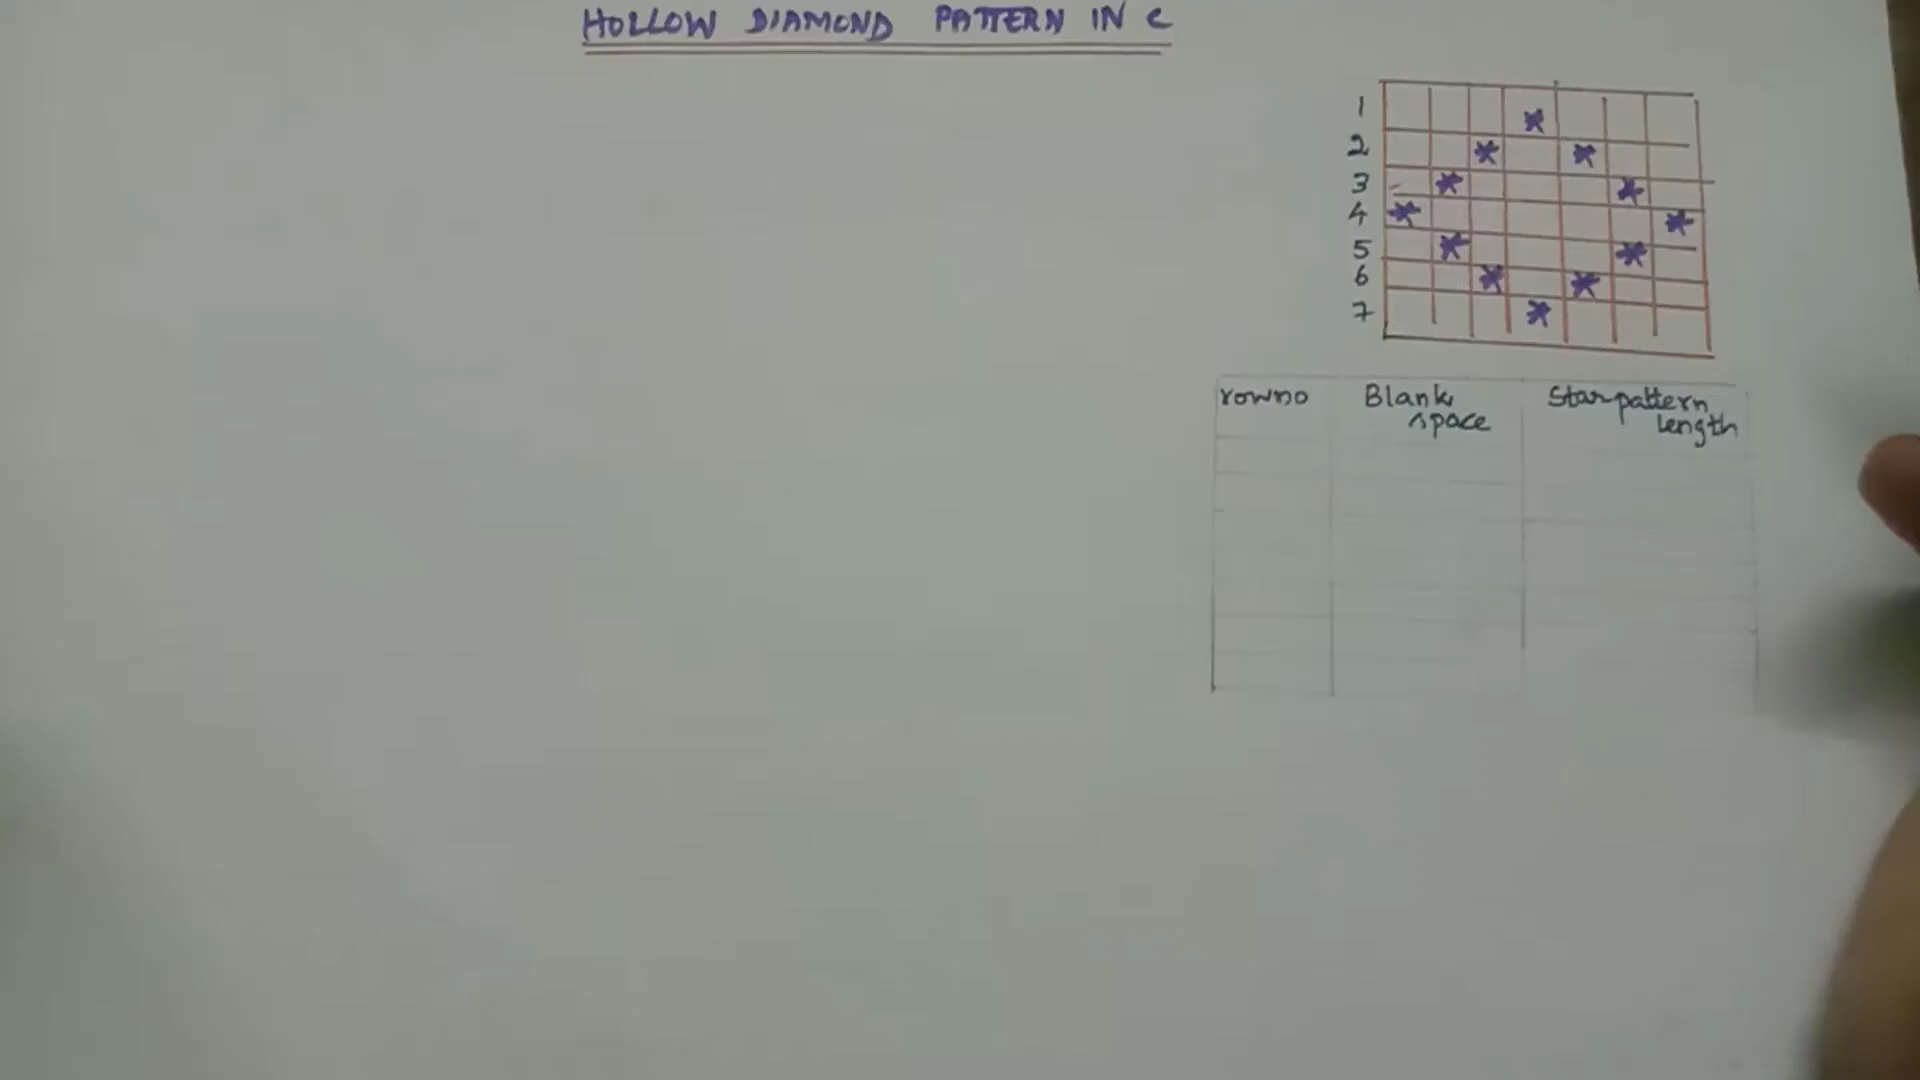 HOLLOW DIAMOND PATTERN IN C
1 *
2 * *
3 * *
4 * *
5 * *
6 * *
7 *
rowno Blank space Star pattern length